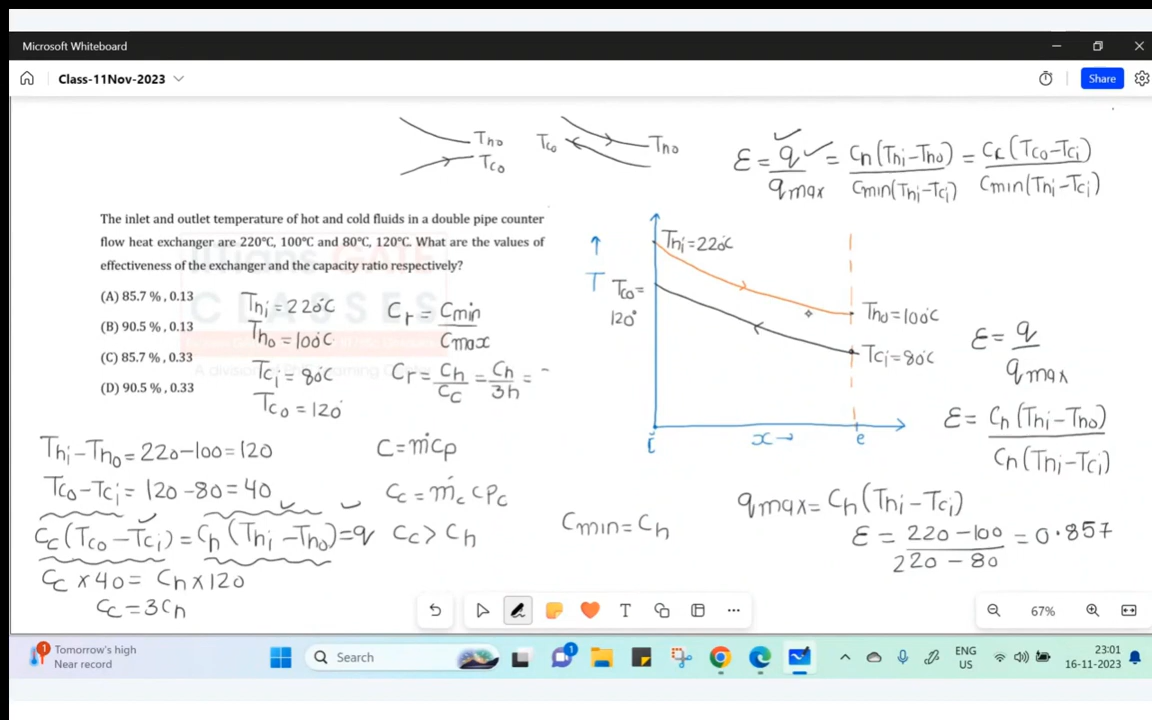 Microsoft Whiteboard
Class-11Nov-2023
Share
Tho
Tco
Tco
Tho
ε = q/qmax = Ch(Thi-Tho)/Cmin(Thi-Tci) = Cc(Tco-Tci)/Cmin(Thi-Tci)
The inlet and outlet temperature of hot and cold fluids in a double pipe counter
flow heat exchanger are 220°C, 100°C and 80°C, 120°C. What are the values of
effectiveness of the exchanger and the capacity ratio respectively?
(A) 85.7 %, 0.13
(B) 90.5 %, 0.13
(C) 85.7 %, 0.33
(D) 90.5 %, 0.33
GATE
CLASSES
Thi = 220°C
Tho = 100°C
Tci = 80°C
Tco = 120°
Cr = Cmin/Cmax
Cr = Ch/Cc = Ch/3h =
T
Thi = 220°C
Tco =
120°
Tho = 100°C
Tci = 80°C
i
x →
e
ε = q/qmax
ε = Ch(Thi-Tho)/Ch(Thi-Tci)
Thi - Tho = 220 - 100 = 120
Tco - Tci = 120 - 80 = 40
Cc(Tco - Tci) = Ch(Thi - Tho) = q
Cc × 40 = Ch × 120
Cc = 3Ch
C = ṁCp
Cc = ṁc CPc
Cc > Ch
Cmin = Ch
qmax = Ch(Thi - Tci)
ε = 220 - 100/220 - 80 = 0.857
67%
1
Tomorrow's high
Near record
Search
1
ENG
US
23:01
16-11-2023